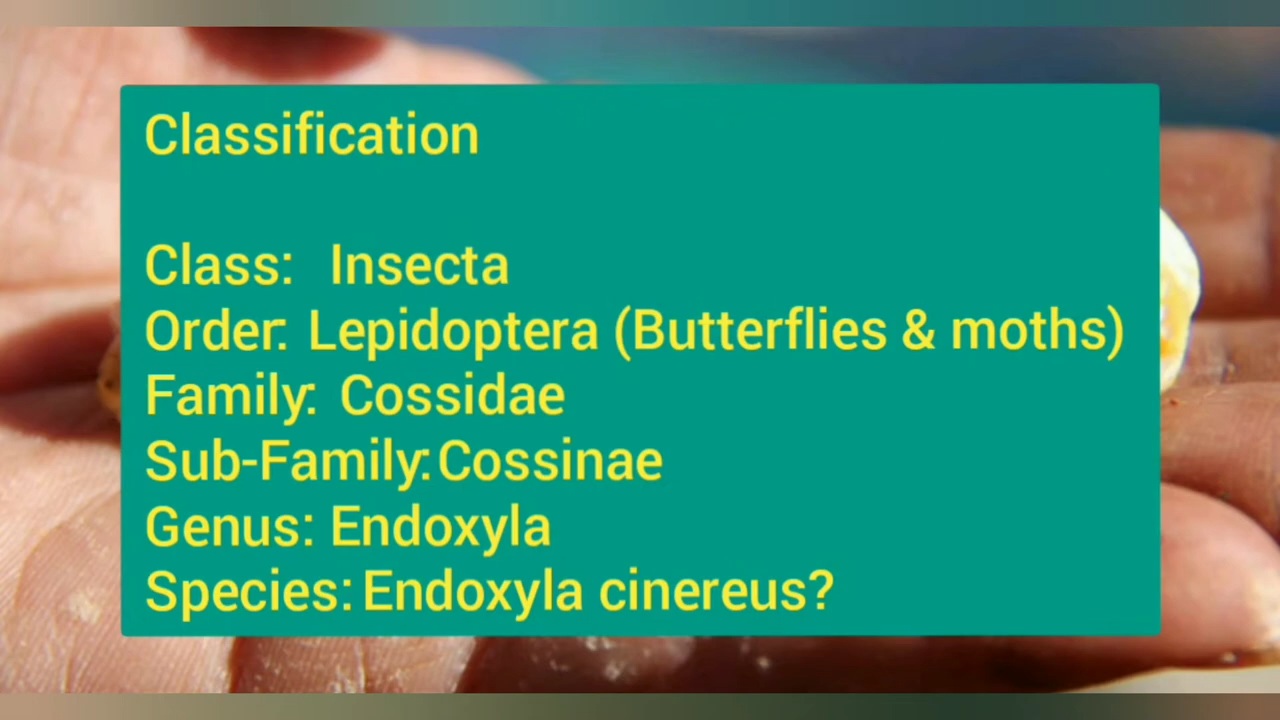 Classification
Class: Insecta
Order: Lepidoptera (Butterflies & moths)
Family: Cossidae
Sub-Family: Cossinae
Genus: Endoxyla
Species: Endoxyla cinereus?